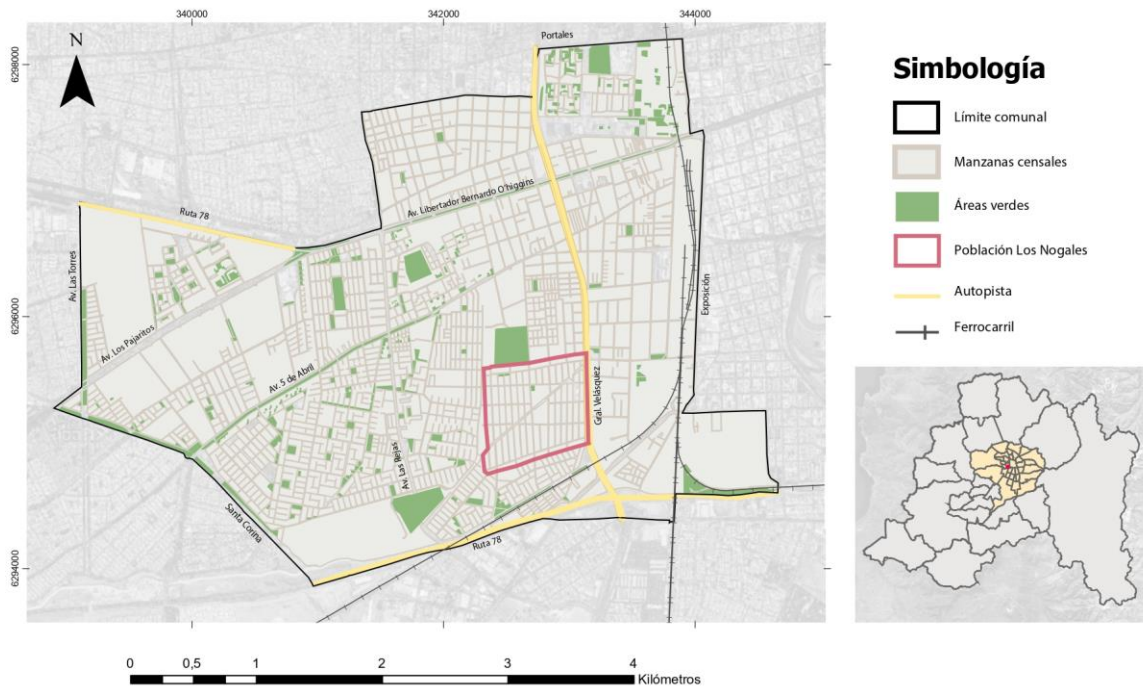 340000
342000
344000
6298000
6296000
6294000
N
Portales
Av. Libertador Bernardo O'higgins
Ruta 78
Av. Las Torres
Av. Los Pajaritos
Av. 5 de Abril
Exposición
Gral. Velásquez
Av. Las Rejas
Santa Corina
Ruta 78
Simbología
Límite comunal
Manzanas censales
Áreas verdes
Población Los Nogales
Autopista
Ferrocarril
0 0,5 1 2 3 4
Kilómetros